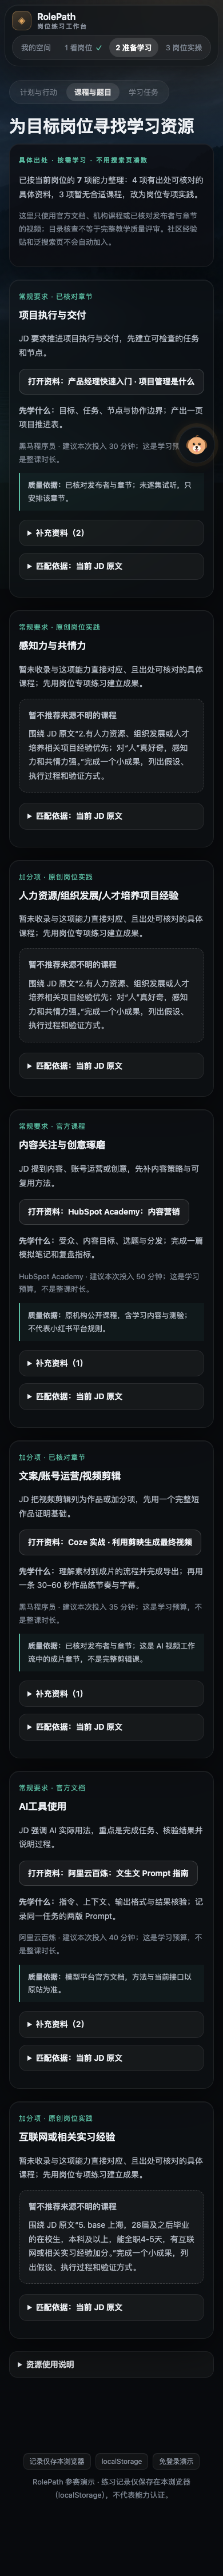 RolePath
岗位练习工作台
我的空间
1 看岗位 ✓
2 准备学习
3 岗位实操
计划与行动
课程与题目
学习任务
为目标岗位寻找学习资源
具体出处 · 按需学习 · 不用搜索页凑数
已按当前岗位的 7 项能力整理：4 项有出处可核对的
具体资料，3 项暂无合适课程，改为岗位专项实践。
这里只使用官方文档、机构课程或已核对发布者与章节
的视频；目录核查不等于完整教学质量评审。社区经验
贴和泛搜索页不会自动加入。
常规要求 · 已核对章节
项目执行与交付
JD 要求推进项目执行与交付，先建立可检查的任务
和节点。
打开资料：产品经理快速入门 · 项目管理是什么
先学什么：目标、任务、节点与协作边界；产出一页
项目推进表。
黑马程序员 · 建议本次投入 30 分钟；这是学习预
是整课时长。
质量依据：已核对发布者与章节；未逐集试听，只
安排该章节。
▶ 补充资料（2）
▶ 匹配依据：当前 JD 原文
常规要求 · 原创岗位实践
感知力与共情力
暂未收录与这项能力直接对应、且出处可核对的具体
课程；先用岗位专项练习建立成果。
暂不推荐来源不明的课程
围绕 JD 原文“2.有人力资源、组织发展或人才
培养相关项目经验优先；对“人”真好奇，感知
力和共情力强。”完成一个小成果，列出假设、
执行过程和验证方式。
▶ 匹配依据：当前 JD 原文
加分项 · 原创岗位实践
人力资源/组织发展/人才培养项目经验
暂未收录与这项能力直接对应、且出处可核对的具体
课程；先用岗位专项练习建立成果。
暂不推荐来源不明的课程
围绕 JD 原文“2.有人力资源、组织发展或人才
培养相关项目经验优先；对“人”真好奇，感知
力和共情力强。”完成一个小成果，列出假设、
执行过程和验证方式。
▶ 匹配依据：当前 JD 原文
常规要求 · 官方课程
内容关注与创意琢磨
JD 提到内容、账号运营或创意，先补内容策略与可
复用方法。
打开资料：HubSpot Academy：内容营销
先学什么：受众、内容目标、选题与分发；完成一篇
模拟笔记和复盘指标。
HubSpot Academy · 建议本次投入 50 分钟；这是学习
预算，不是整课时长。
质量依据：原机构公开课程，含学习内容与测验；
不代表小红书平台规则。
▶ 补充资料（1）
▶ 匹配依据：当前 JD 原文
加分项 · 已核对章节
文案/账号运营/视频剪辑
JD 把视频剪辑列为作品或加分项，先用一个完整短
作品证明基础。
打开资料：Coze 实战 · 利用剪映生成最终视频
先学什么：理解素材到成片的流程并完成导出；再用
一条 30–60 秒作品练节奏与字幕。
黑马程序员 · 建议本次投入 35 分钟；这是学习预算，不
是整课时长。
质量依据：已核对发布者与章节；这是 AI 视频工作
流中的成片章节，不是完整剪辑课。
▶ 补充资料（1）
▶ 匹配依据：当前 JD 原文
常规要求 · 官方文档
AI工具使用
JD 强调 AI 实际用法，重点是完成任务、核验结果并
说明过程。
打开资料：阿里云百炼：文生文 Prompt 指南
先学什么：指令、上下文、输出格式与结果核验；记
录同一任务的两版 Prompt。
阿里云百炼 · 建议本次投入 40 分钟；这是学习预算，不
是整课时长。
质量依据：模型平台官方文档，方法与当前接口以
原站为准。
▶ 补充资料（2）
▶ 匹配依据：当前 JD 原文
加分项 · 原创岗位实践
互联网或相关实习经验
暂未收录与这项能力直接对应、且出处可核对的具体
课程；先用岗位专项练习建立成果。
暂不推荐来源不明的课程
围绕 JD 原文“5. base 上海，28届及之后毕业
的在校生，本科及以上，能全职4-5天，有互联
网或相关实习经验加分。”完成一个小成果，列
出假设、执行过程和验证方式。
▶ 匹配依据：当前 JD 原文
▶ 资源使用说明
记录仅存本浏览器
localStorage
免登录演示
RolePath 参赛演示 · 练习记录仅保存在本浏览器
（localStorage），不代表能力认证。